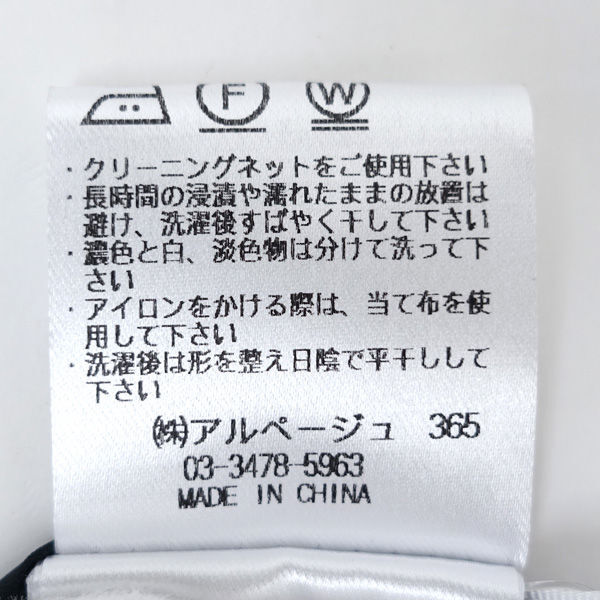 F W
・クリーニングネットをご使用下さい
・長時間の浸漬や濡れたままの放置は
避け、洗濯後すばやく干して下さい
・濃色と白、淡色物は分けて洗って下
さい
・アイロンをかける際は、当て布を使
用して下さい
・洗濯後は形を整え日陰で平干しして
下さい
㈱アルページュ 365
03-3478-5963
MADE IN CHINA